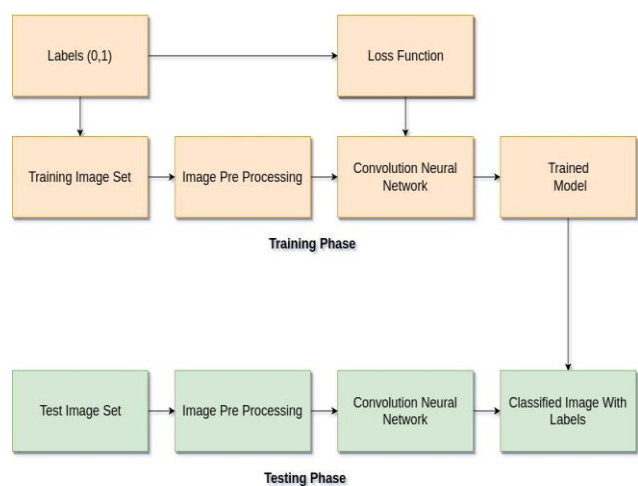 Labels (0,1)
Loss Function
Training Image Set
Image Pre Processing
Convolution Neural
Network
Trained
Model
Training Phase
Test Image Set
Image Pre Processing
Convolution Neural
Network
Classified Image With
Labels
Testing Phase